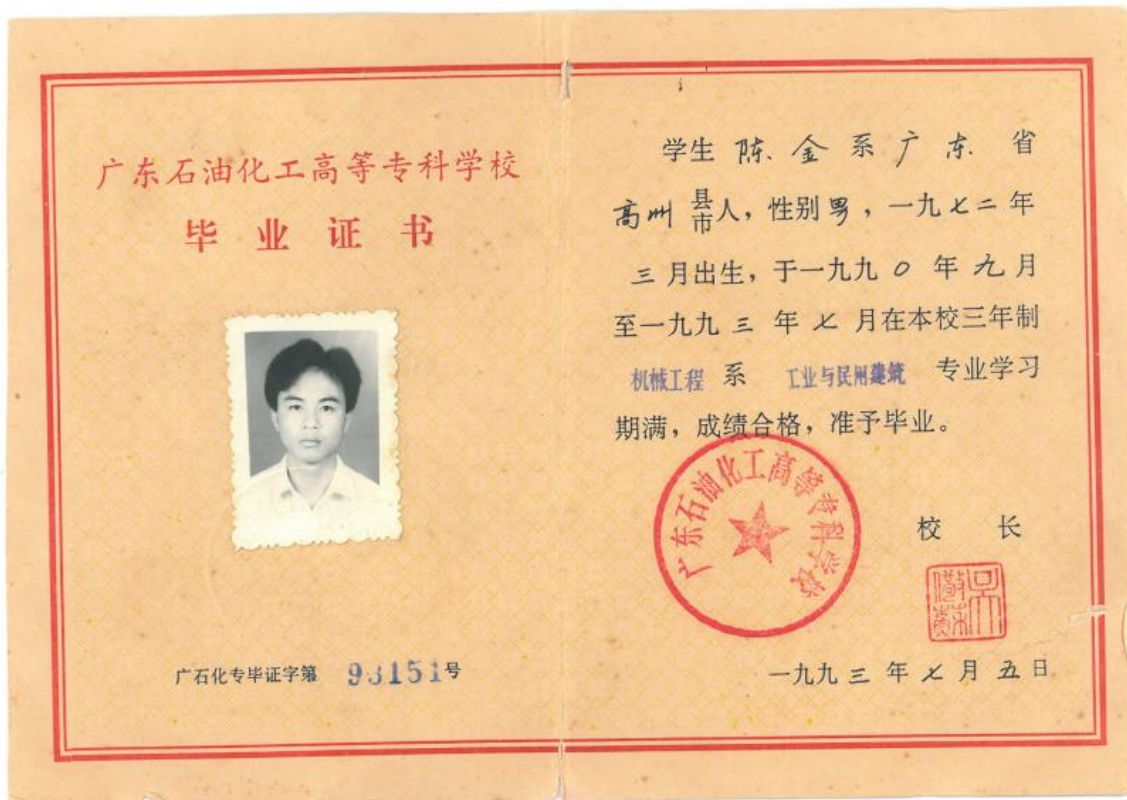 广东石油化工高等专科学校
毕业证书
广石化专毕证字第 93151号
学生 陈 金 系 广 东 省
高州 县市人，性别男，一九七二年
三月出生，于一九九〇年九月
至一九九三年七月在本校三年制
机械工程 系 工业与民用建筑 专业学习
期满，成绩合格，准予毕业。
广东石油化工高等专科学校
校 长
一九九三年七月五日